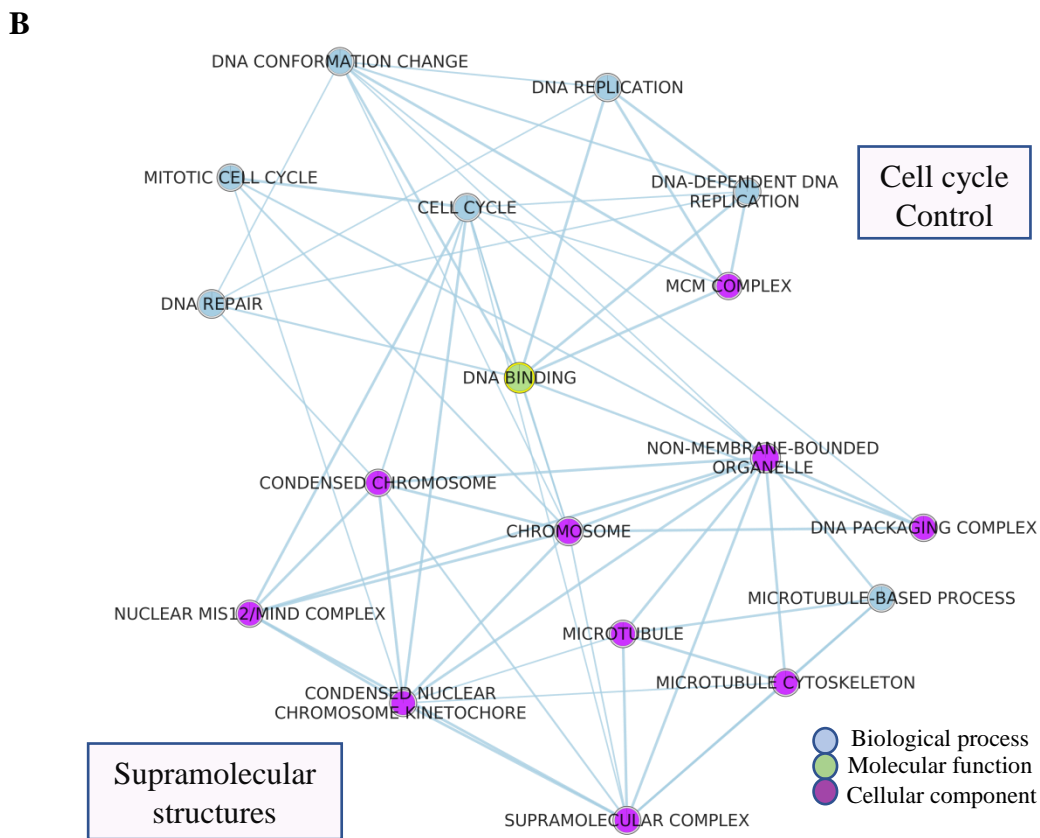 B
DNA CONFORMATION CHANGE
DNA REPLICATION
MITOTIC CELL CYCLE
DNA-DEPENDENT DNA
REPLICATION
CELL CYCLE
Cell cycle
Control
MCM COMPLEX
DNA REPAIR
DNA BINDING
NON-MEMBRANE-BOUNDED
ORGANELLE
CONDENSED CHROMOSOME
CHROMOSOME
DNA PACKAGING COMPLEX
NUCLEAR MIS12/MIND COMPLEX
MICROTUBULE-BASED PROCESS
MICROTUBULE
MICROTUBULE CYTOSKELETON
CONDENSED NUCLEAR
CHROMOSOME KINETOCHORE
Supramolecular
structures
Biological process
Molecular function
Cellular component
SUPRAMOLECULAR COMPLEX